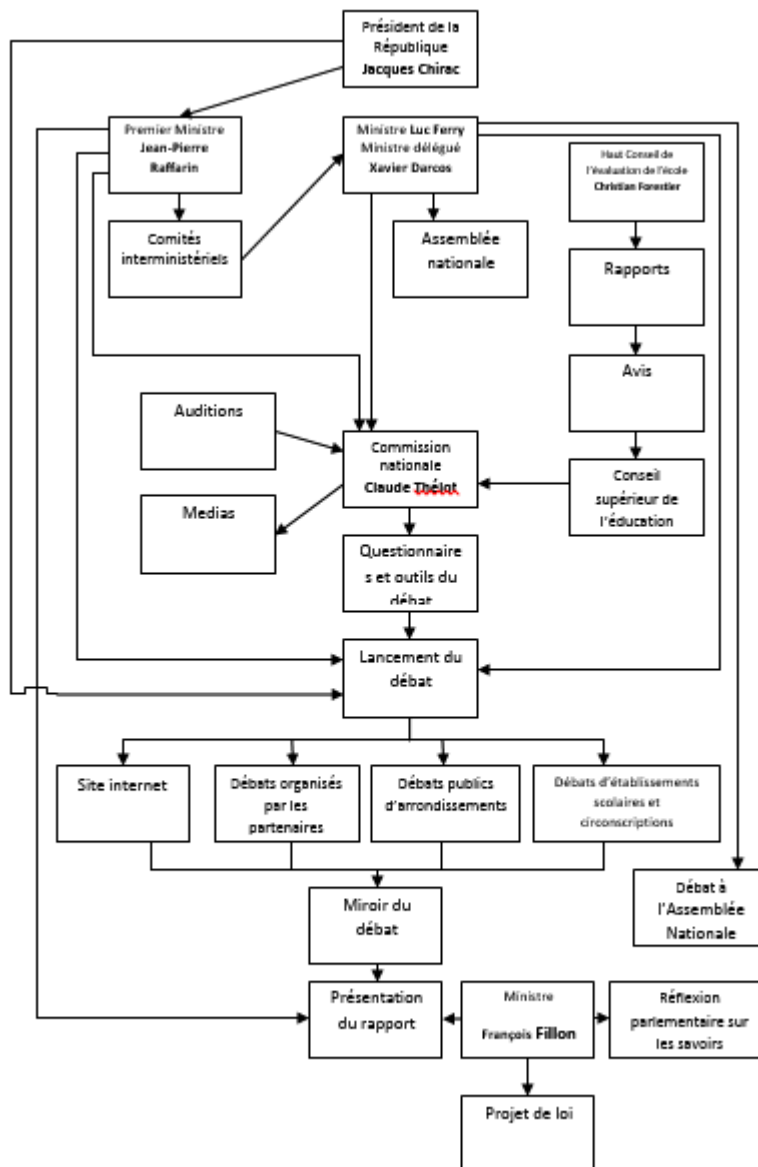 Président de la
République
Jacques Chirac
Premier Ministre
Jean-Pierre
Raffarin
Ministre Luc Ferry
Ministre délégué
Xavier Darcos
Haut Conseil de
l'évaluation de l'école
Christian Forestier
Comités
interministériels
Assemblée
nationale
Rapports
Avis
Auditions
Commission
nationale
Claude Thélot
Conseil
supérieur de
l'éducation
Medias
Questionnaire
s et outils du
débat
Lancement du
débat
Site internet
Débats organisés
par les
partenaires
Débats publics
d'arrondissements
Débats d'établissements
scolaires et
circonscriptions
Miroir du
débat
Débat à
l'Assemblée
Nationale
Présentation
du rapport
Ministre
François Fillon
Réflexion
parlementaire sur
les savoirs
Projet de loi